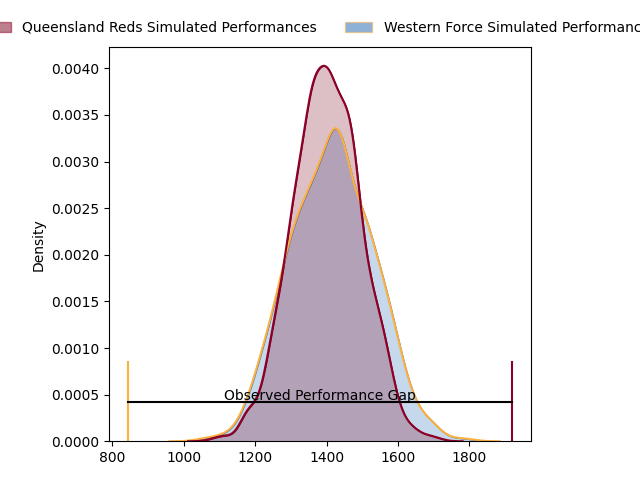 Queensland Reds Simulated Performances
Western Force Simulated Performanc
0.0040
0.0035
0.0030
0.0025
0.0020
0.0015
0.0010
0.0005
0.0000
Density
Observed Performance Gap
800 1000 1200 1400 1600 1800